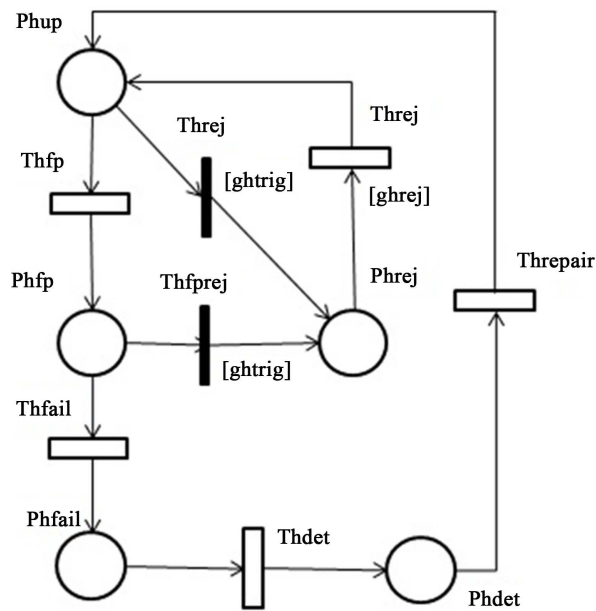 Phup
Threj
Threj
Thfp
[ghtrig]
[ghrej]
Threpair
Phfp
Thfprej
Phrej
[ghtrig]
Thfail
Phfail
Thdet
Phdet